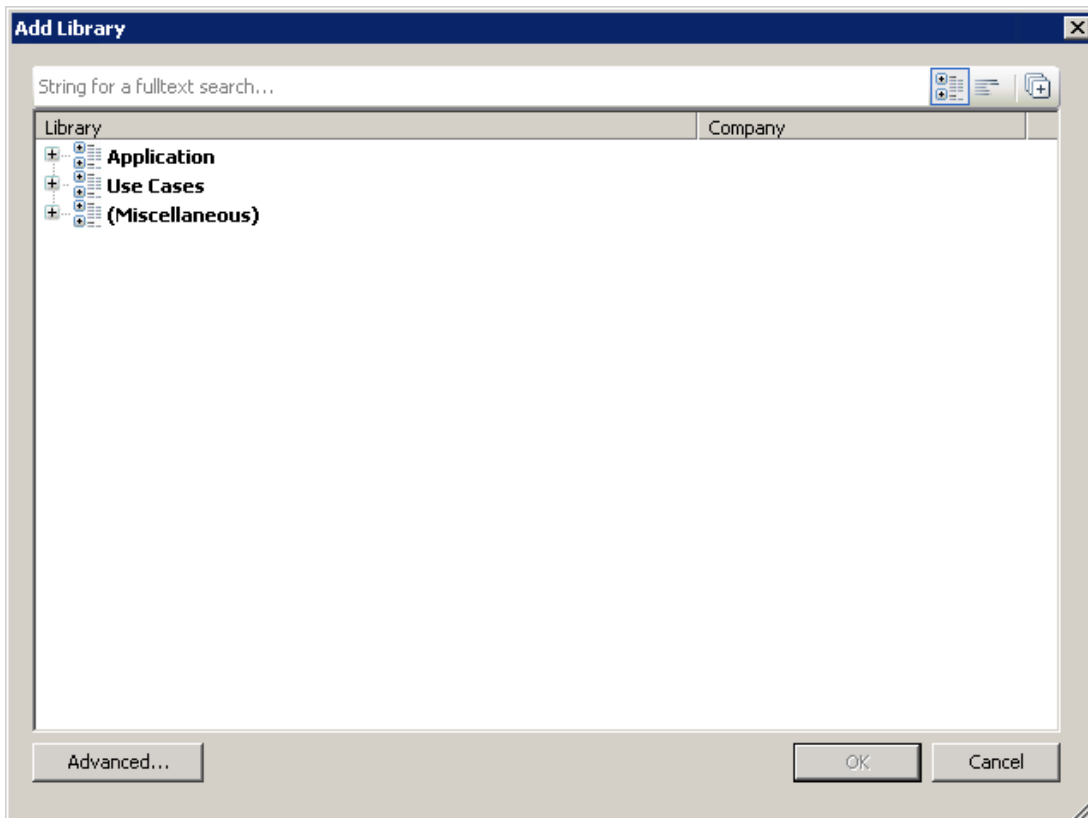 Add Library
String for a fulltext search...
Library Company
Application
Use Cases
(Miscellaneous)
Advanced... OK Cancel